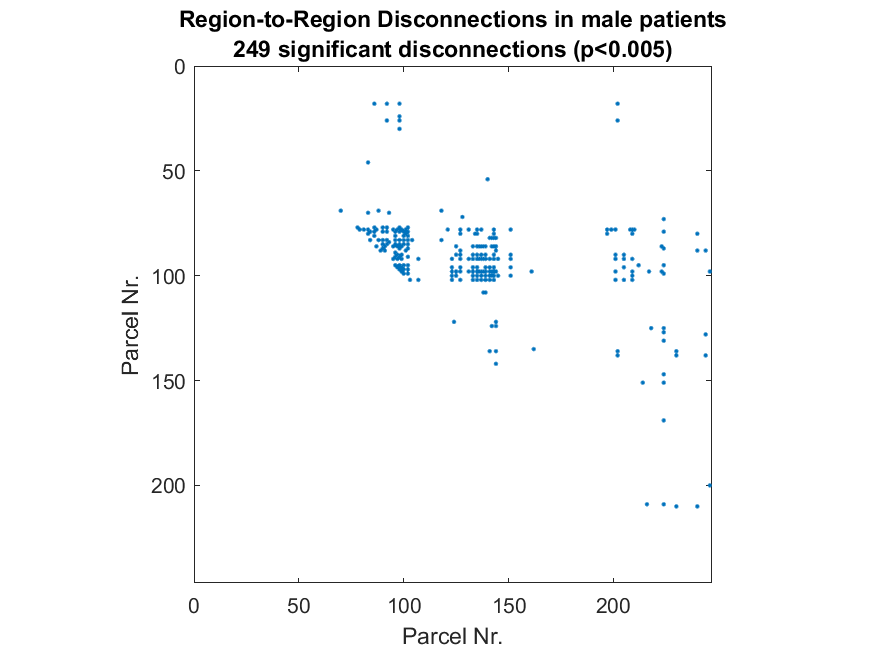 Region-to-Region Disconnections in male patients
249 significant disconnections (p<0.005)
0
50
100
150
200
Parcel Nr.
0
50
100
150
200
Parcel Nr.